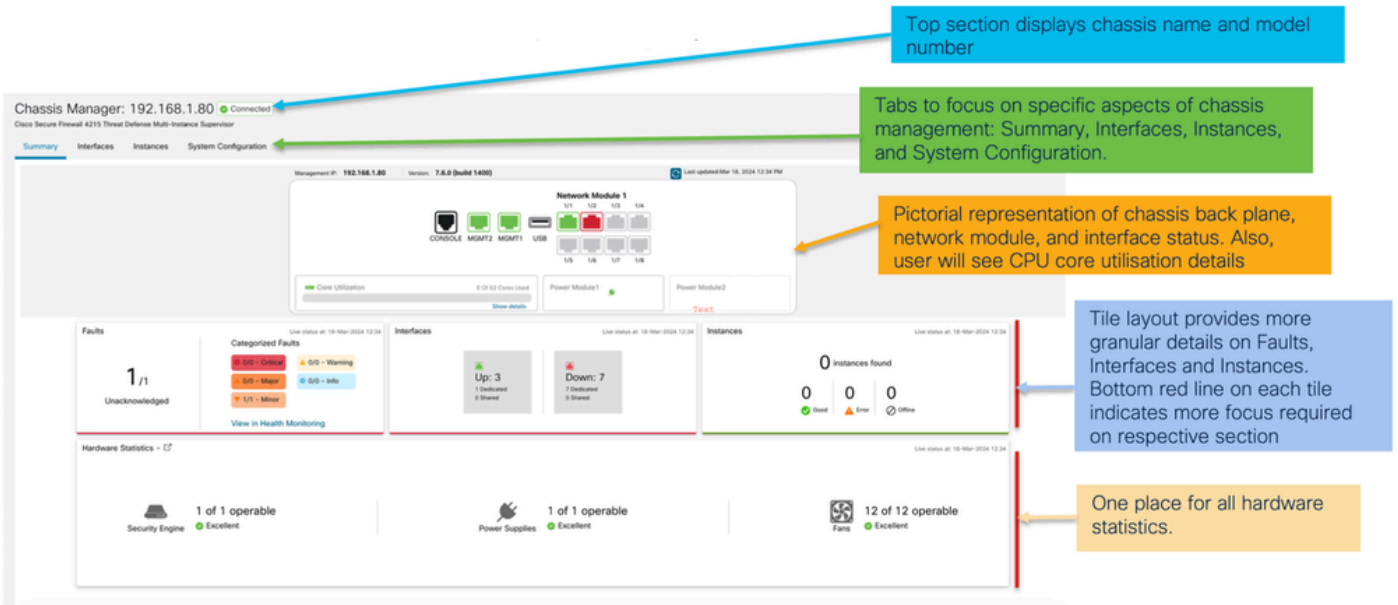 Top section displays chassis name and model
number
Chassis Manager: 192.168.1.80 Connected
Cisco Secure Firewall 4215 Threat Defense Multi-Instance Supervisor
Tabs to focus on specific aspects of chassis
management: Summary, Interfaces, Instances,
and System Configuration.
Summary Interfaces Instances System Configuration
Management IP: 192.168.1.80 Version: 7.6.0 (build 1400) Last updated:Mar 18, 2024 12:34 PM
Network Module 1
1/1 1/2 1/3 1/4
CONSOLE MGMT2 MGMT1 USB
1/5 1/6 1/7 1/8
Pictorial representation of chassis back plane,
network module, and interface status. Also,
user will see CPU core utilisation details
Core Utilization 0 Of 62 Cores Used Power Module1 Power Module2
Show details
Text
Faults Live status at: 18-Mar-2024 12:34
Categorized Faults
0/0 - Critical 0/0 - Warning
0/0 - Major 0/0 - Info
1/1 - Minor
1/1
Unacknowledged
View in Health Monitoring
Interfaces Live status at: 18-Mar-2024 12:34
Up: 3
1 Dedicated
0 Shared
Down: 7
7 Dedicated
0 Shared
Instances Live status at: 18-Mar-2024 12:34
0 instances found
0 0 0
Good Error Offline
Tile layout provides more
granular details on Faults,
Interfaces and Instances.
Bottom red line on each tile
indicates more focus required
on respective section
Hardware Statistics - Live status at: 18-Mar-2024 12:34
1 of 1 operable
Security Engine Excellent
1 of 1 operable
Power Supplies Excellent
12 of 12 operable
Fans Excellent
One place for all hardware
statistics.